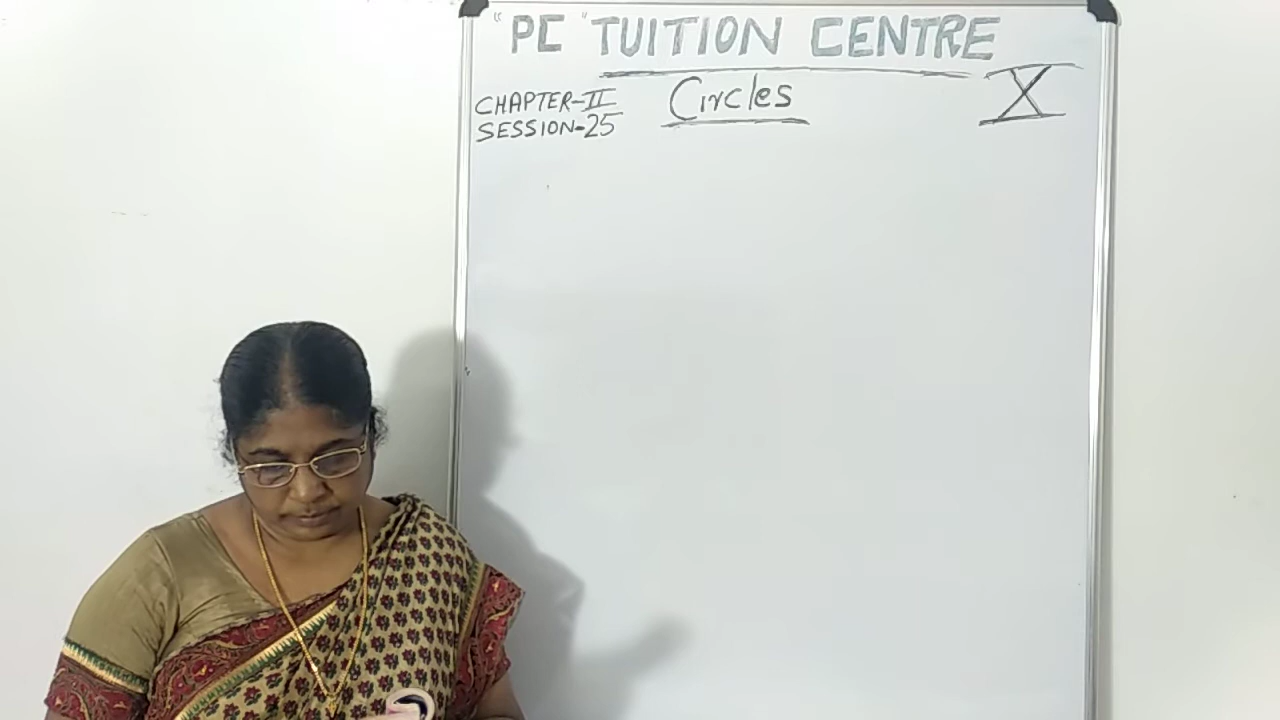 "PC" TUITION CENTRE
CHAPTER-II Circles X
SESSION-25